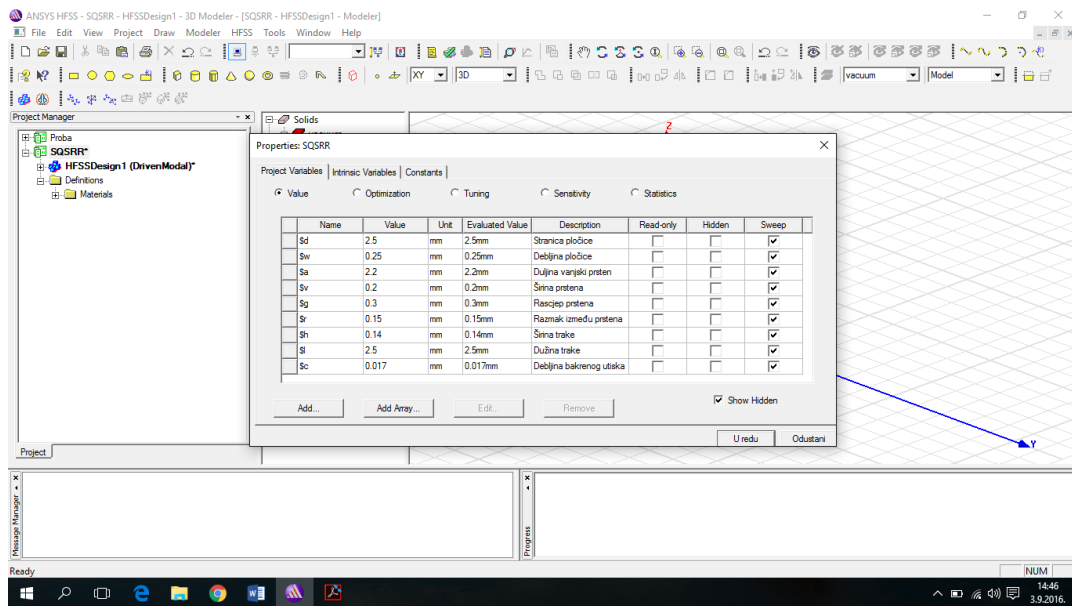 ANSYS HFSS - SQSRR - HFSSDesign1 - 3D Modeler - [SQSRR - HFSSDesign1 - Modeler]
File Edit View Project Draw Modeler HFSS Tools Window Help
XY 3D vacuum Model
Project Manager
Solids
Z
Proba
SQSRR*
HFSSDesign1 (DrivenModal)*
Definitions
Materials
Properties: SQSRR
Project Variables Intrinsic Variables Constants
Value Optimization Tuning Sensitivity Statistics
Name Value Unit Evaluated Value Description Read-only Hidden Sweep
$d 2.5 mm 2.5mm Stranica pločice
$w 0.25 mm 0.25mm Debljina pločice
$a 2.2 mm 2.2mm Duljina vanjski prsten
$v 0.2 mm 0.2mm Širina prstena
$g 0.3 mm 0.3mm Rascjep prstena
$r 0.15 mm 0.15mm Razmak između prstena
$h 0.14 mm 0.14mm Širina trake
$l 2.5 mm 2.5mm Dužina trake
$c 0.017 mm 0.017mm Debljina bakrenog utiska
Add... Add Array... Edit... Remove Show Hidden
U redu Odustani
Y
Project
Message Manager
Progress
Ready NUM
14:46
3.9.2016.